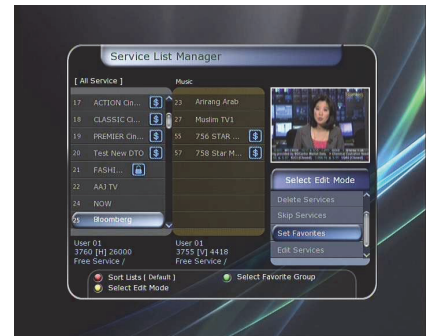 Service List Manager
[ All Service ]
Music
17 ACTION Cin...
18 CLASSIC Ci...
19 PREMIER Cin...
20 Test New DTO
21 FASHI...
22 AAJ TV
24 NOW
25 Bloomberg
23 Arirang Arab
27 Muslim TV1
55 756 STAR ...
57 758 Star M...
User 01
3760 [H] 26000
Free Service /
User 01
3755 [V] 4418
Free Service /
Select Edit Mode
Delete Services
Skip Services
Set Favorites
Edit Services
Sort Lists [ Default ]
Select Favorite Group
Select Edit Mode